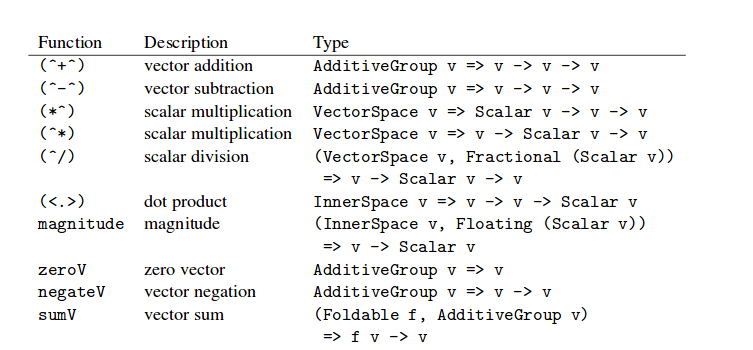 Function Description Type
(^+^) vector addition AdditiveGroup v => v -> v -> v
(^-^) vector subtraction AdditiveGroup v => v -> v -> v
(*^) scalar multiplication VectorSpace v => Scalar v -> v -> v
(^*) scalar multiplication VectorSpace v => v -> Scalar v -> v
(^/) scalar division (VectorSpace v, Fractional (Scalar v))
=> v -> Scalar v -> v
(<.>) dot product InnerSpace v => v -> v -> Scalar v
magnitude magnitude (InnerSpace v, Floating (Scalar v))
=> v -> Scalar v
zeroV zero vector AdditiveGroup v => v
negateV vector negation AdditiveGroup v => v -> v
sumV vector sum (Foldable f, AdditiveGroup v)
=> f v -> v